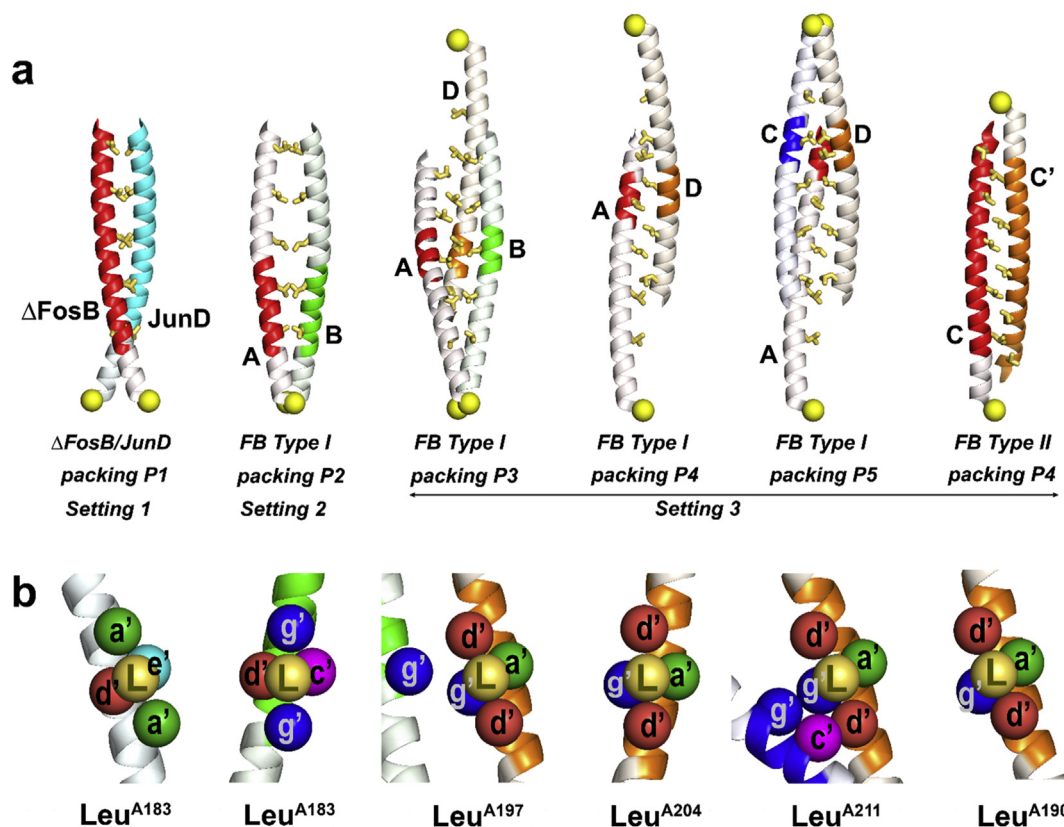 a
ΔFosB JunD
A B
A D B
A D
C D A
C C'
ΔFosB/JunD FB Type I FB Type I FB Type I FB Type I FB Type II
packing P1 packing P2 packing P3 packing P4 packing P5 packing P4
Setting 1 Setting 2 Setting 3
b
a' e' L d' a'
g' d' L c' g'
g' d' a' L g' d'
d' g' L a' d'
d' a' g' L g' c' d'
d' a' L g' d'
Leu^A183 Leu^A183 Leu^A197 Leu^A204 Leu^A211 Leu^A190